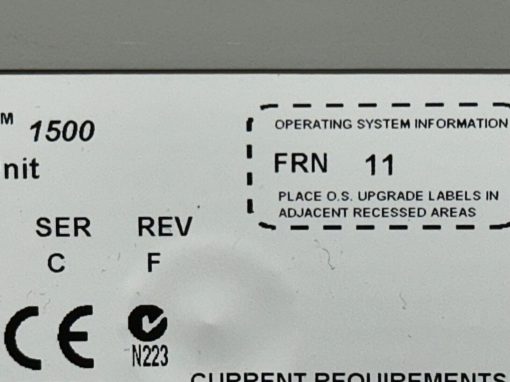 ™ 1500
nit
OPERATING SYSTEM INFORMATION
FRN 11
PLACE O.S. UPGRADE LABELS IN
ADJACENT RECESSED AREAS
SER REV
C F
CE
N223
CURRENT REQUIREMENTS